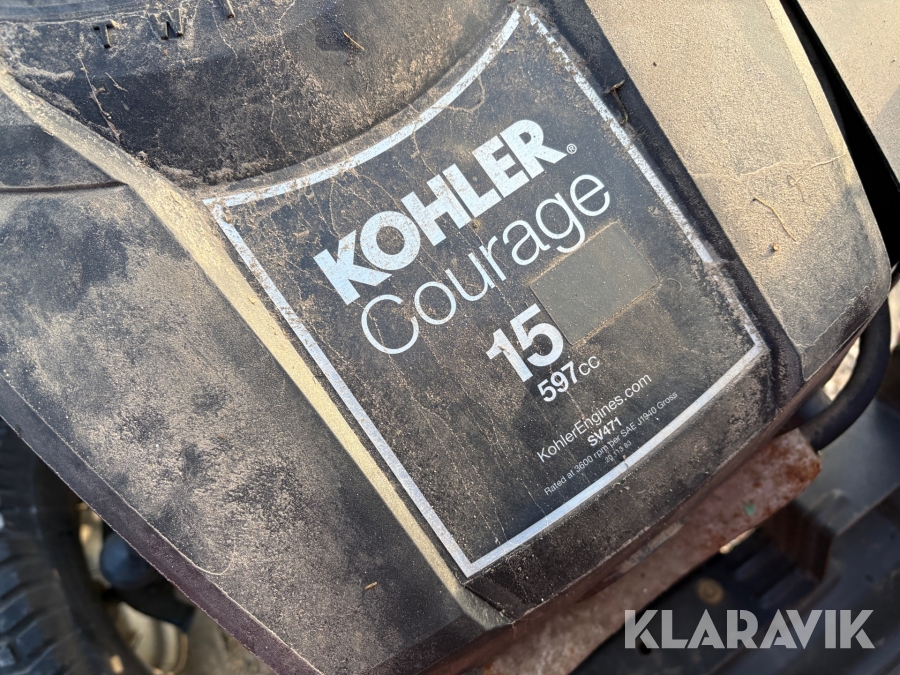 KOHLER®
Courage
15
597cc
KohlerEngines.com
SV471
Rated at 3600 rpm per SAE J1940 Gross
KLARAVIK